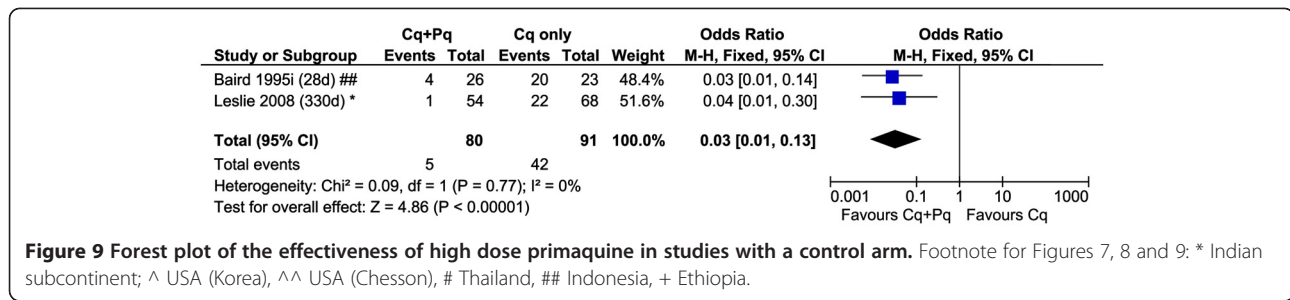 Cq+Pq Cq only Odds Ratio Odds Ratio
Study or Subgroup Events Total Events Total Weight M-H, Fixed, 95% CI M-H, Fixed, 95% CI
Baird 1995i (28d) ## 4 26 20 23 48.4% 0.03 [0.01, 0.14]
Leslie 2008 (330d) * 1 54 22 68 51.6% 0.04 [0.01, 0.30]
Total (95% CI) 80 91 100.0% 0.03 [0.01, 0.13]
Total events 5 42
Heterogeneity: Chi² = 0.09, df = 1 (P = 0.77); I² = 0%
Test for overall effect: Z = 4.86 (P < 0.00001)
0.001 0.1 1 10 1000
Favours Cq+Pq Favours Cq
Figure 9 Forest plot of the effectiveness of high dose primaquine in studies with a control arm. Footnote for Figures 7, 8 and 9: * Indian
subcontinent; ^ USA (Korea), ^^ USA (Chesson), # Thailand, ## Indonesia, + Ethiopia.